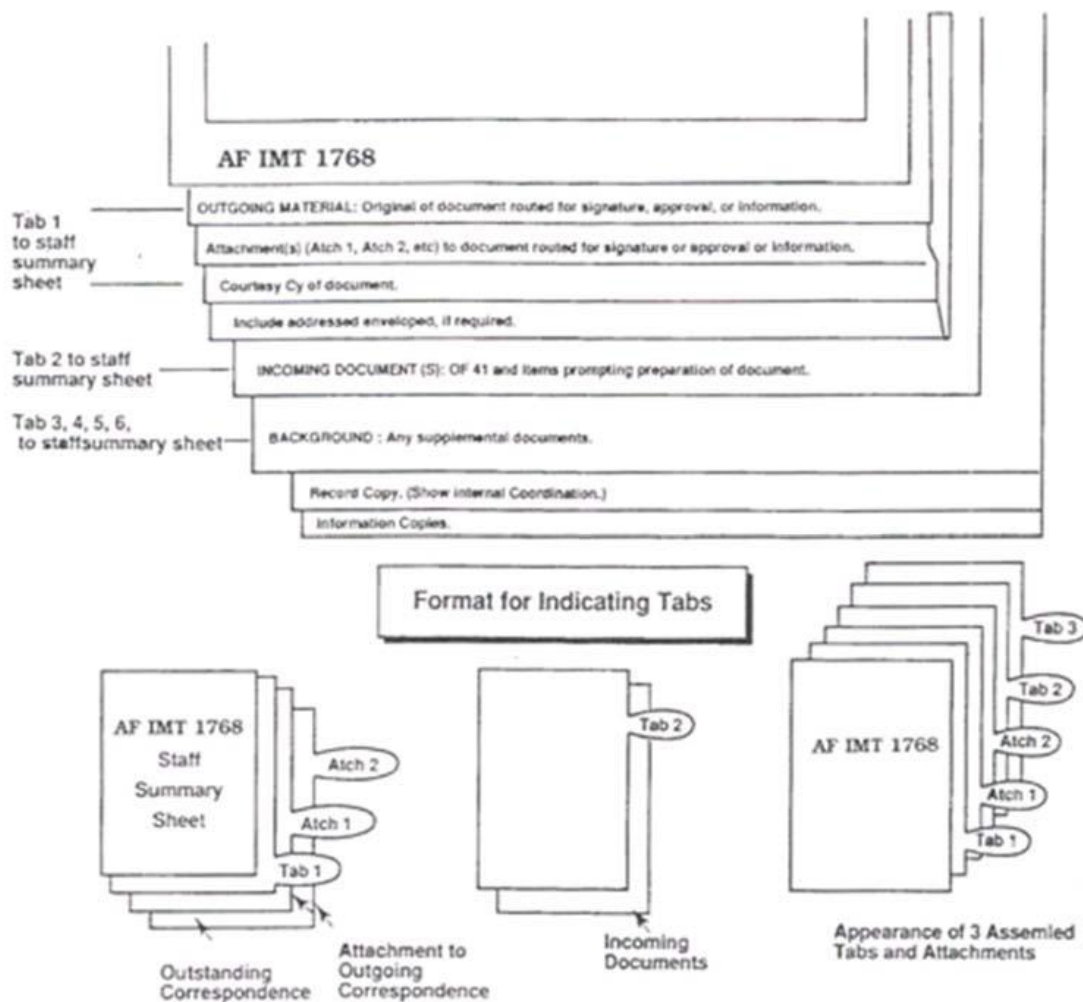 AF IMT 1768
OUTGOING MATERIAL: Original of document routed for signature, approval, or information.
Attachment(s) (Atch 1, Atch 2, etc) to document routed for signature or approval or information.
Courtesy Cy of document.
Include addressed enveloped, if required.
Tab 1
to staff
summary
sheet
INCOMING DOCUMENT (S): OF 41 and items prompting preparation of document.
Tab 2 to staff
summary sheet
BACKGROUND : Any supplemental documents.
Tab 3, 4, 5, 6,
to staffsummary sheet
Record Copy. (Show internal Coordination.)
Information Copies.
Format for Indicating Tabs
AF IMT 1768
Staff
Summary
Sheet
Atch 2
Atch 1
Tab 1
Outstanding
Correspondence
Attachment to
Outgoing
Correspondence
Tab 2
Incoming
Documents
AF IMT 1768
Tab 3
Tab 2
Atch 2
Atch 1
Tab 1
Appearance of 3 Assemled
Tabs and Attachments